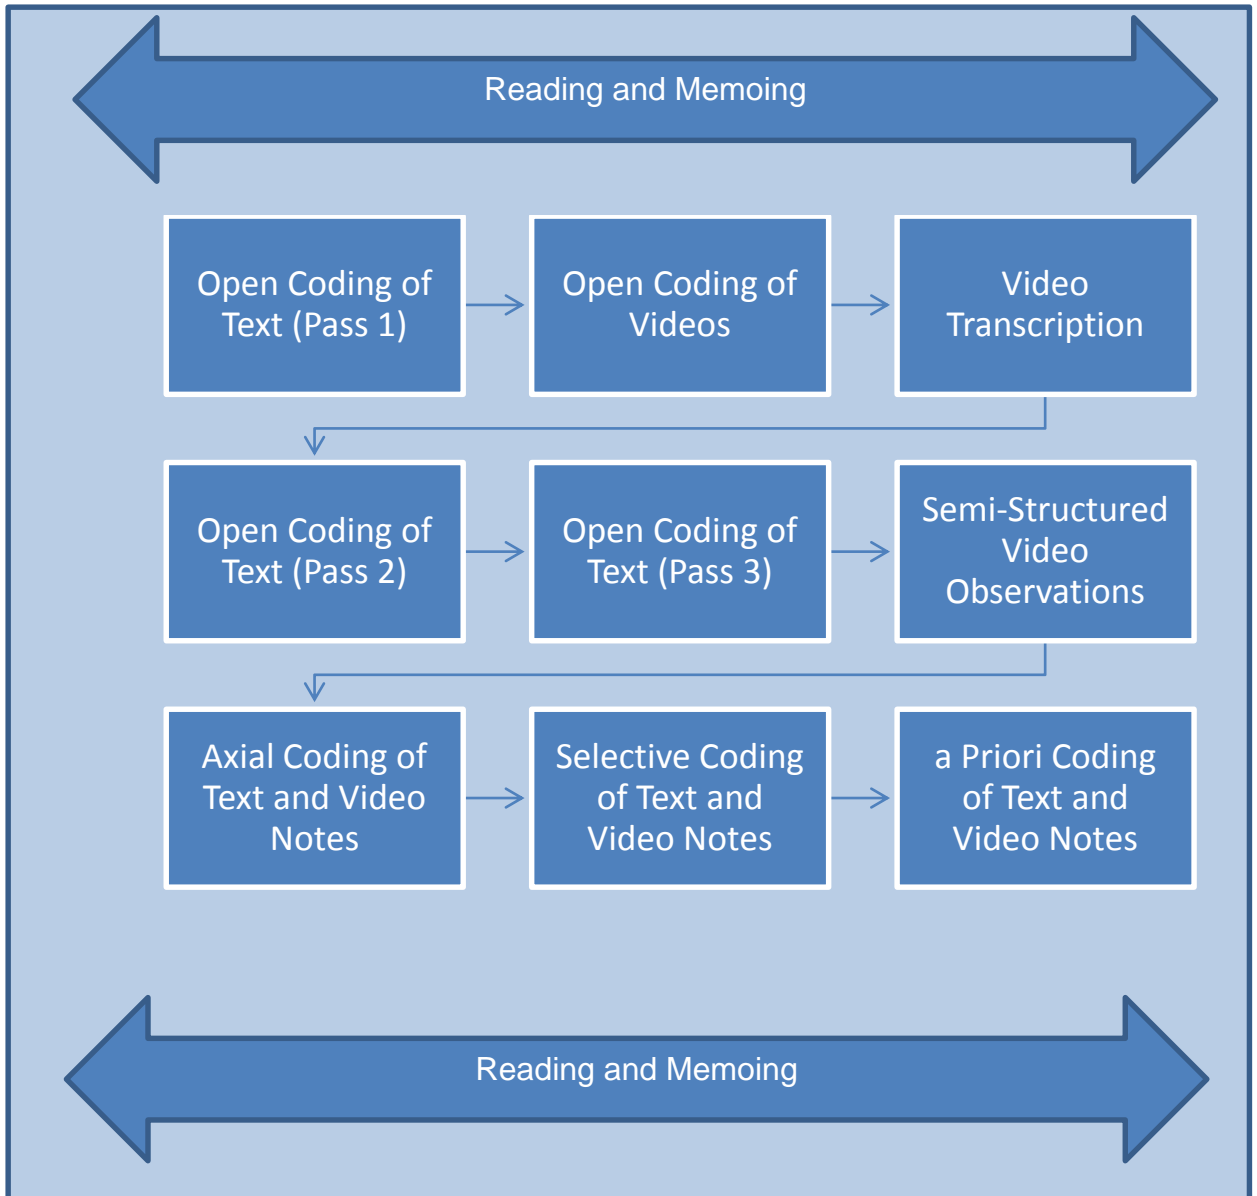 Reading and Memoing
Open Coding of
Text (Pass 1)
Open Coding of
Videos
Video
Transcription
Open Coding of
Text (Pass 2)
Open Coding of
Text (Pass 3)
Semi-Structured
Video
Observations
Axial Coding of
Text and Video
Notes
Selective Coding
of Text and
Video Notes
a Priori Coding
of Text and
Video Notes
Reading and Memoing